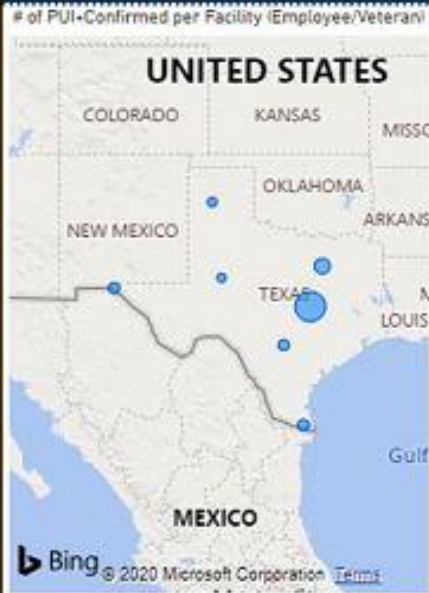 # of PUI-Confirmed per Facility (Employee/Veteran)
UNITED STATES
COLORADO
KANSAS
MISSO
OKLAHOMA
NEW MEXICO
ARKANS
TEXAS
LOUIS
Gulf
MEXICO
Bing
© 2020 Microsoft Corporation Terms